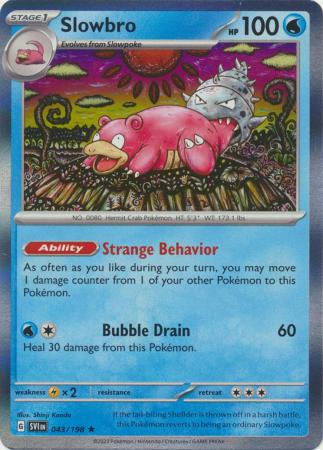 STAGE 1
Slowbro
HP 100
Evolves from Slowpoke
NO. 0080 Hermit Crab Pokémon HT: 5'3" WT: 173.1 lbs
Ability Strange Behavior
As often as you like during your turn, you may move
1 damage counter from 1 of your other Pokémon to this
Pokémon.
Bubble Drain 60
Heal 30 damage from this Pokémon.
weakness ×2 resistance retreat
Illus. Shinji Kanda
G SVI EN 043/198 ★
If the tail-biting Shellder is thrown off in a harsh battle, this
Pokémon reverts to being an ordinary Slowpoke.
©2023 Pokémon / Nintendo / Creatures / GAME FREAK